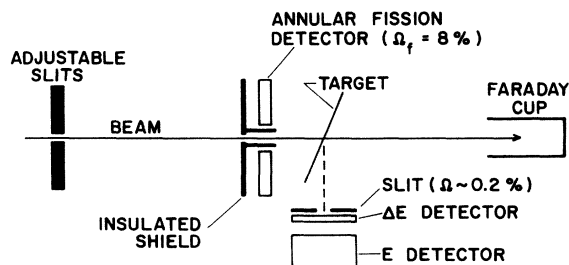 ANNULAR FISSION
DETECTOR (Ωf = 8 %)
ADJUSTABLE
SLITS
TARGET
FARADAY
CUP
BEAM
SLIT (Ω~0.2 %)
ΔE DETECTOR
INSULATED
SHIELD
E DETECTOR